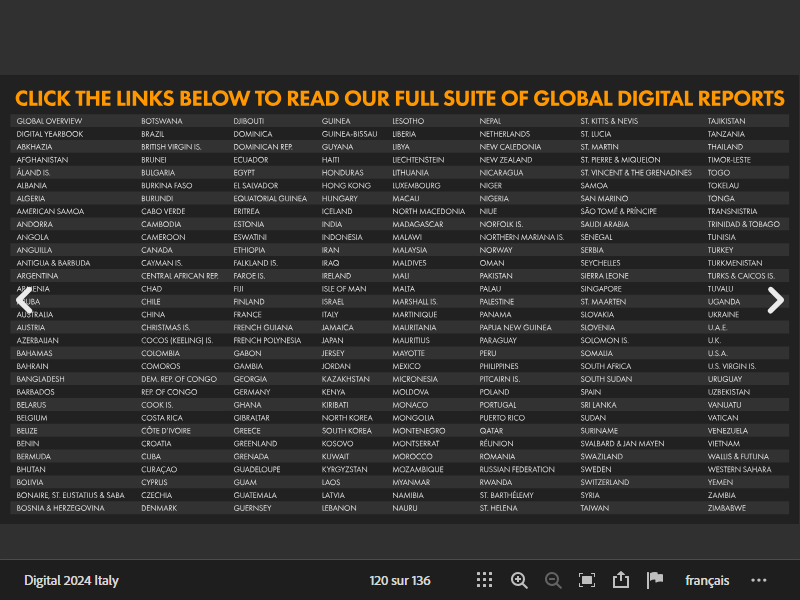 CLICK THE LINKS BELOW TO READ OUR FULL SUITE OF GLOBAL DIGITAL REPORTS
GLOBAL OVERVIEW BOTSWANA DJIBOUTI GUINEA LESOTHO NEPAL ST. KITTS & NEVIS TAJIKISTAN
DIGITAL YEARBOOK BRAZIL DOMINICA GUINEA-BISSAU LIBERIA NETHERLANDS ST. LUCIA TANZANIA
ABKHAZIA BRITISH VIRGIN IS. DOMINICAN REP. GUYANA LIBYA NEW CALEDONIA ST. MARTIN THAILAND
AFGHANISTAN BRUNEI ECUADOR HAITI LIECHTENSTEIN NEW ZEALAND ST. PIERRE & MIQUELON TIMOR-LESTE
ÅLAND IS. BULGARIA EGYPT HONDURAS LITHUANIA NICARAGUA ST. VINCENT & THE GRENADINES TOGO
ALBANIA BURKINA FASO EL SALVADOR HONG KONG LUXEMBOURG NIGER SAMOA TOKELAU
ALGERIA BURUNDI EQUATORIAL GUINEA HUNGARY MACAU NIGERIA SAN MARINO TONGA
AMERICAN SAMOA CABO VERDE ERITREA ICELAND NORTH MACEDONIA NIUE SÃO TOMÉ & PRÍNCIPE TRANSNISTRIA
ANDORRA CAMBODIA ESTONIA INDIA MADAGASCAR NORFOLK IS. SAUDI ARABIA TRINIDAD & TOBAGO
ANGOLA CAMEROON ESWATINI INDONESIA MALAWI NORTHERN MARIANA IS. SENEGAL TUNISIA
ANGUILLA CANADA ETHIOPIA IRAN MALAYSIA NORWAY SERBIA TURKEY
ANTIGUA & BARBUDA CAYMAN IS. FALKLAND IS. IRAQ MALDIVES OMAN SEYCHELLES TURKMENISTAN
ARGENTINA CENTRAL AFRICAN REP. FAROE IS. IRELAND MALI PAKISTAN SIERRA LEONE TURKS & CAICOS IS.
ARMENIA CHAD FIJI ISLE OF MAN MALTA PALAU SINGAPORE TUVALU
ARUBA CHILE FINLAND ISRAEL MARSHALL IS. PALESTINE ST. MAARTEN UGANDA
AUSTRALIA CHINA FRANCE ITALY MARTINIQUE PANAMA SLOVAKIA UKRAINE
AUSTRIA CHRISTMAS IS. FRENCH GUIANA JAMAICA MAURITANIA PAPUA NEW GUINEA SLOVENIA U.A.E.
AZERBAIJAN COCOS (KEELING) IS. FRENCH POLYNESIA JAPAN MAURITIUS PARAGUAY SOLOMON IS. U.K.
BAHAMAS COLOMBIA GABON JERSEY MAYOTTE PERU SOMALIA U.S.A.
BAHRAIN COMOROS GAMBIA JORDAN MEXICO PHILIPPINES SOUTH AFRICA U.S. VIRGIN IS.
BANGLADESH DEM. REP. OF CONGO GEORGIA KAZAKHSTAN MICRONESIA PITCAIRN IS. SOUTH SUDAN URUGUAY
BARBADOS REP. OF CONGO GERMANY KENYA MOLDOVA POLAND SPAIN UZBEKISTAN
BELARUS COOK IS. GHANA KIRIBATI MONACO PORTUGAL SRI LANKA VANUATU
BELGIUM COSTA RICA GIBRALTAR NORTH KOREA MONGOLIA PUERTO RICO SUDAN VATICAN
BELIZE CÔTE D'IVOIRE GREECE SOUTH KOREA MONTENEGRO QATAR SURINAME VENEZUELA
BENIN CROATIA GREENLAND KOSOVO MONTSERRAT RÉUNION SVALBARD & JAN MAYEN VIETNAM
BERMUDA CUBA GRENADA KUWAIT MOROCCO ROMANIA SWAZILAND WALLIS & FUTUNA
BHUTAN CURAÇAO GUADELOUPE KYRGYZSTAN MOZAMBIQUE RUSSIAN FEDERATION SWEDEN WESTERN SAHARA
BOLIVIA CYPRUS GUAM LAOS MYANMAR RWANDA SWITZERLAND YEMEN
BONAIRE, ST. EUSTATIUS & SABA CZECHIA GUATEMALA LATVIA NAMIBIA ST. BARTHÉLEMY SYRIA ZAMBIA
BOSNIA & HERZEGOVINA DENMARK GUERNSEY LEBANON NAURU ST. HELENA TAIWAN ZIMBABWE
Digital 2024 Italy 120 sur 136 français